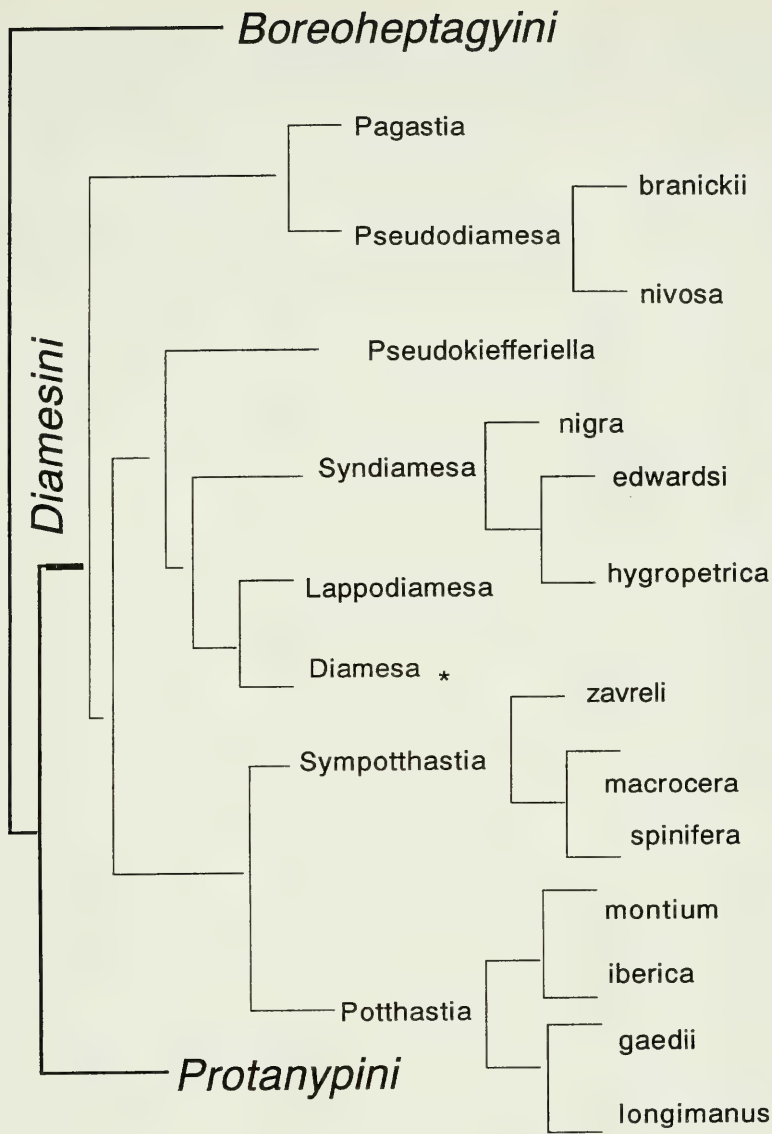 Boreoheptagyini
Pagastia
branickii
Pseudodiamesa
nivosa
Diamesini
Pseudokiefferiella
nigra
Syndiamesa
edwardsi
hygropetrica
Lappodiamesa
Diamesa *
zavreli
Sympotthastia
macrocera
spinifera
montium
iberica
Potthastia
gaedii
Protanypini
longimanus